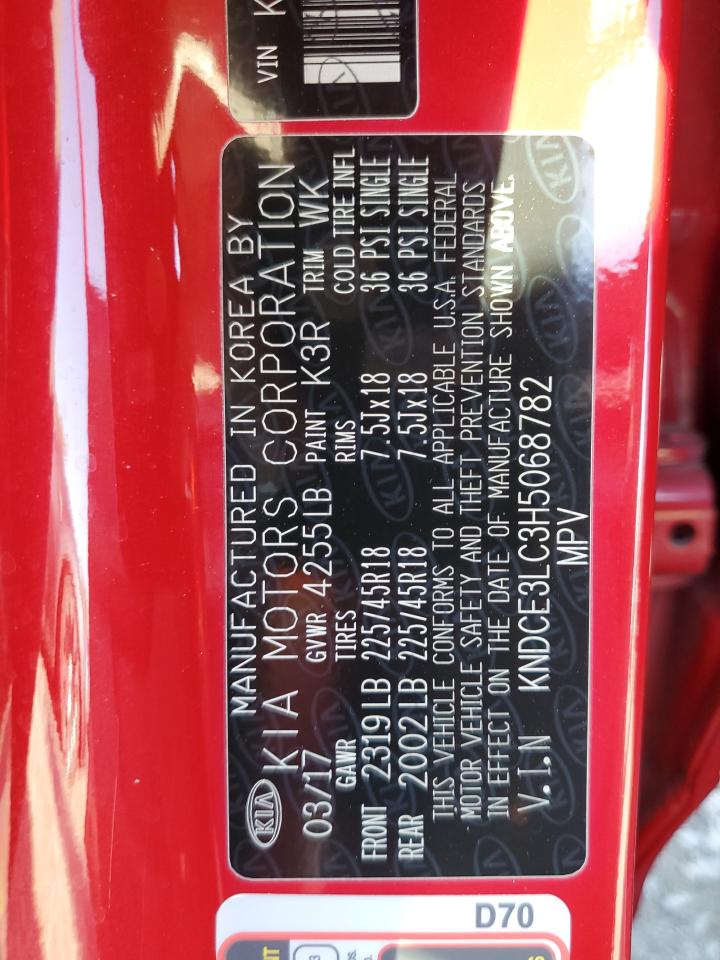 VIN K
KIA
MANUFACTURED IN KOREA BY
KIA MOTORS CORPORATION
03/17 GVWR 4255LB PAINT K3R TRIM WK
GAWR TIRES RIMS COLD TIRE INFL
FRONT 2319LB 225/45R18 7.5Jx18 36 PSI SINGLE
REAR 2002LB 225/45R18 7.5Jx18 36 PSI SINGLE
THIS VEHICLE CONFORMS TO ALL APPLICABLE U.S.A. FEDERAL
MOTOR VEHICLE SAFETY AND THEFT PREVENTION STANDARDS
IN EFFECT ON THE DATE OF MANUFACTURE SHOWN ABOVE.
V.I.N KNDCE3LC3H5068782
MPV
D70